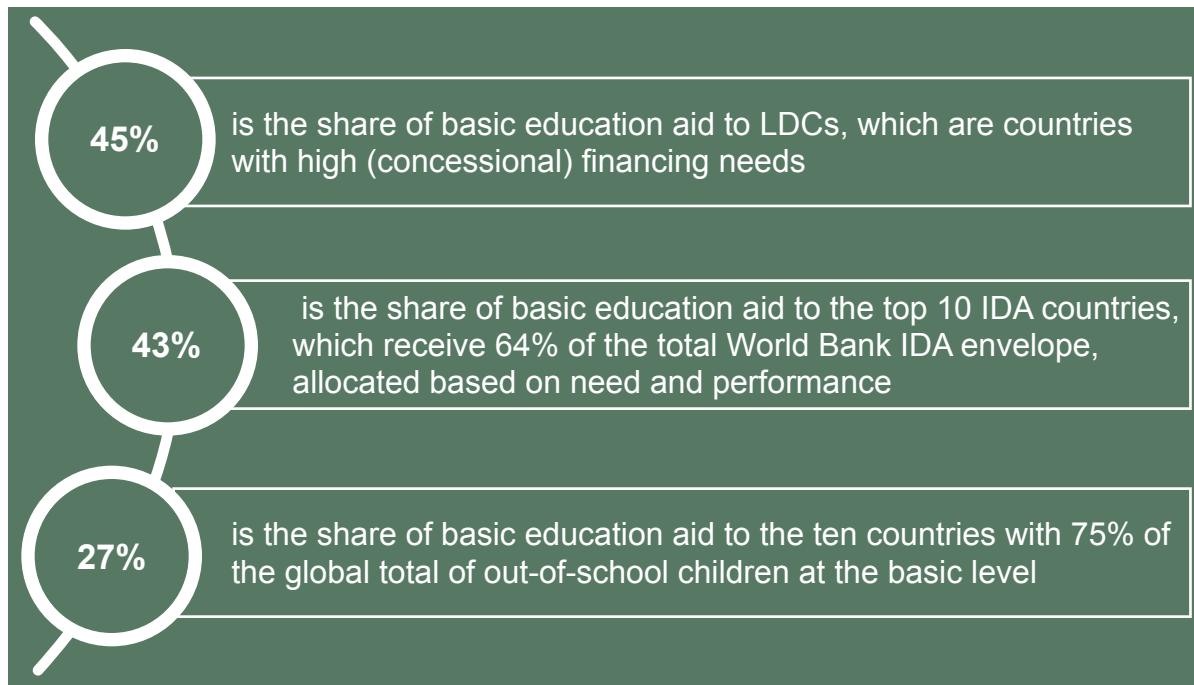 45%
is the share of basic education aid to LDCs, which are countries
with high (concessional) financing needs
43%
is the share of basic education aid to the top 10 IDA countries,
which receive 64% of the total World Bank IDA envelope,
allocated based on need and performance
27%
is the share of basic education aid to the ten countries with 75% of
the global total of out-of-school children at the basic level